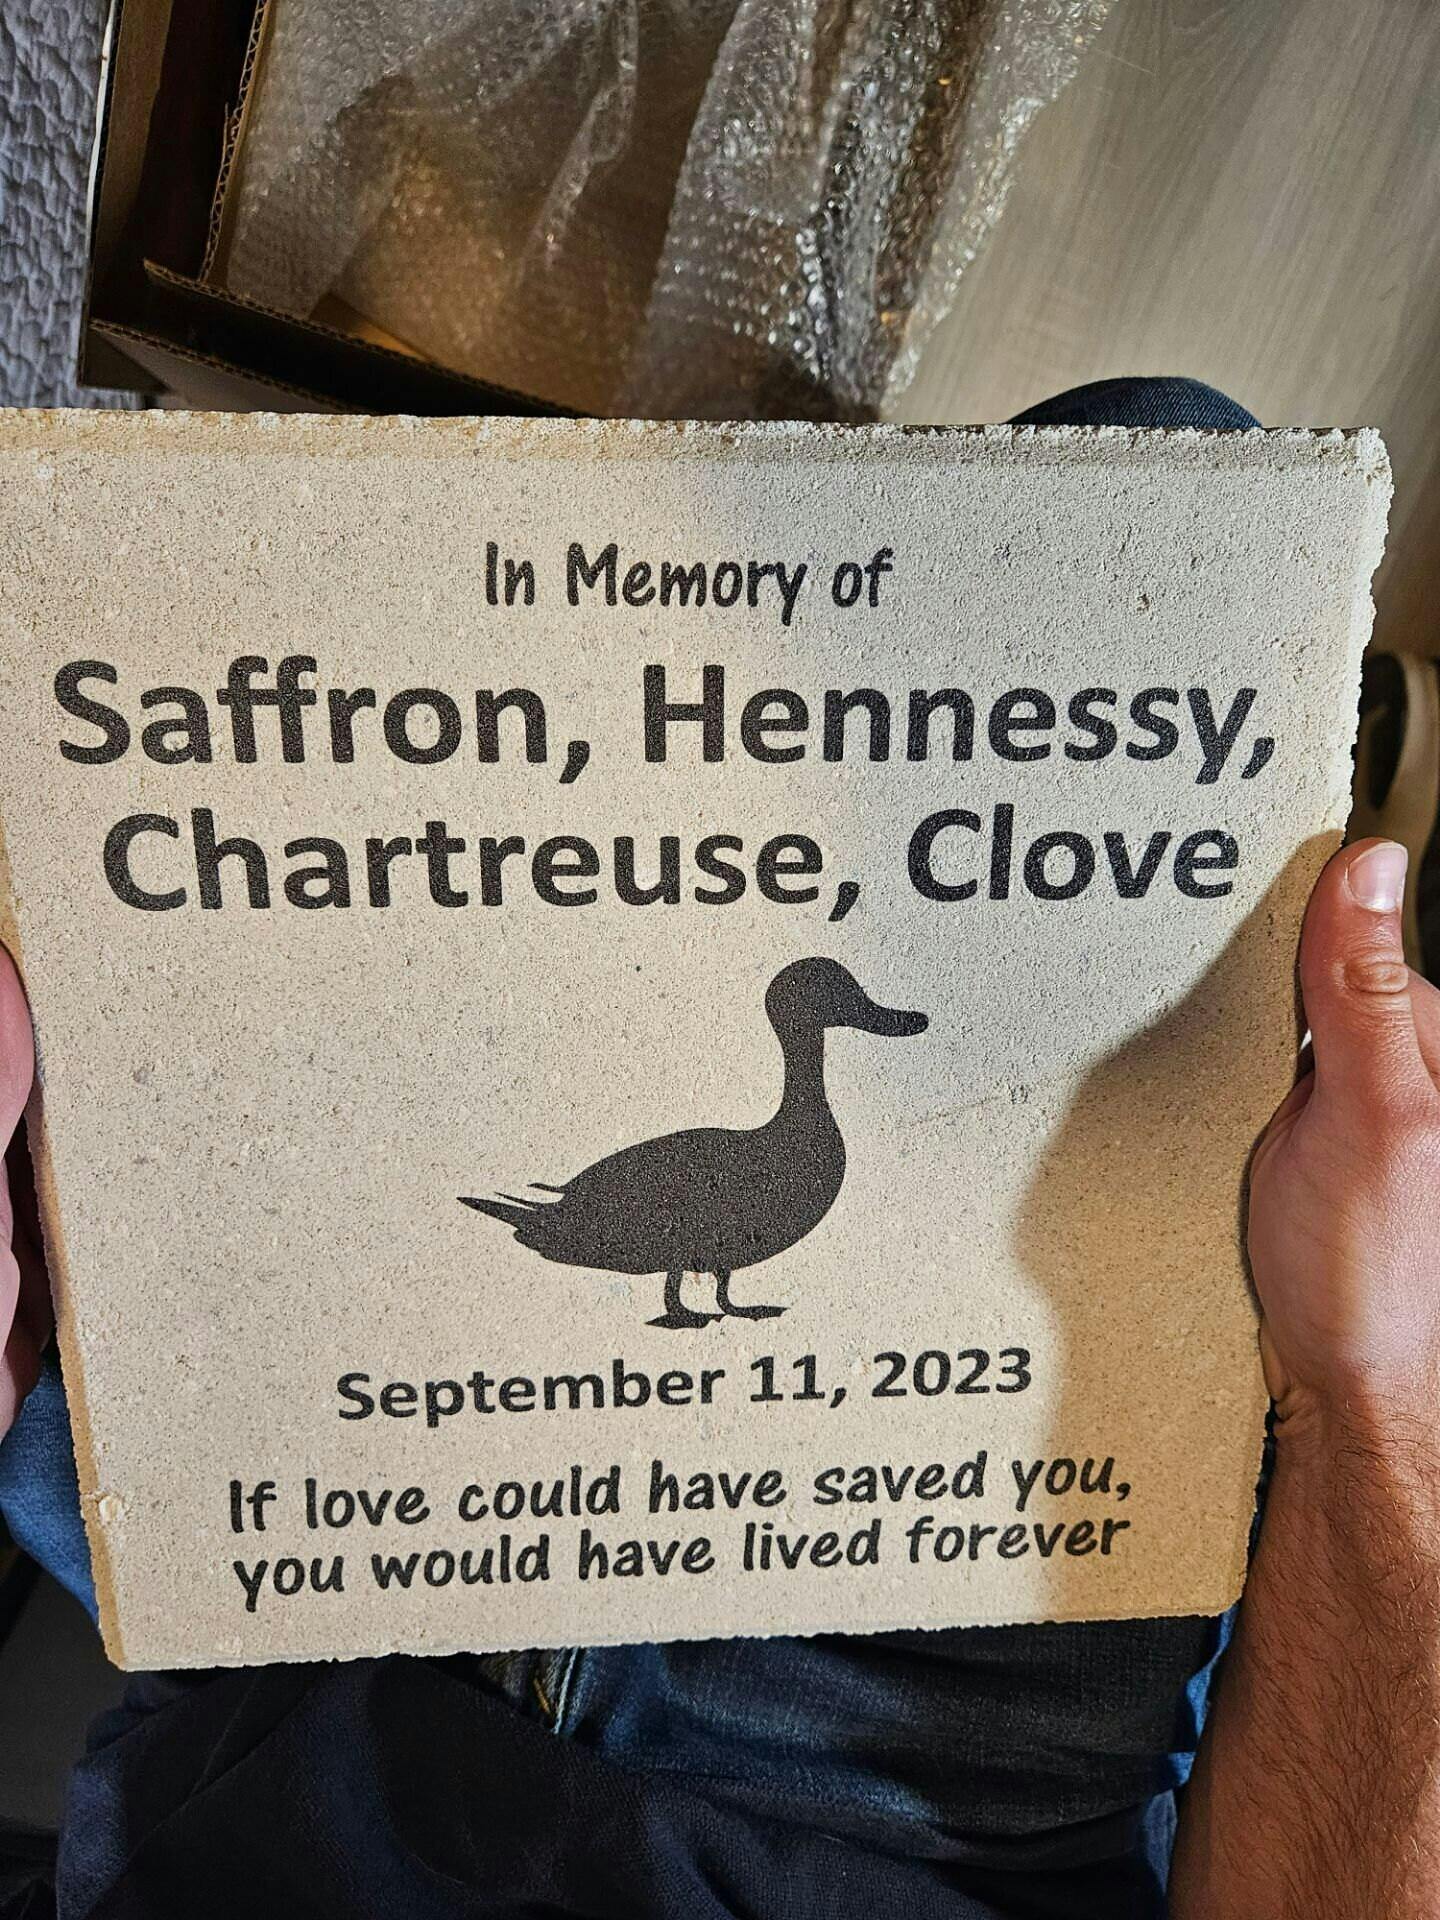 In Memory of
Saffron, Hennessy,
Chartreuse, Clove
September 11, 2023
If love could have saved you,
you would have lived forever